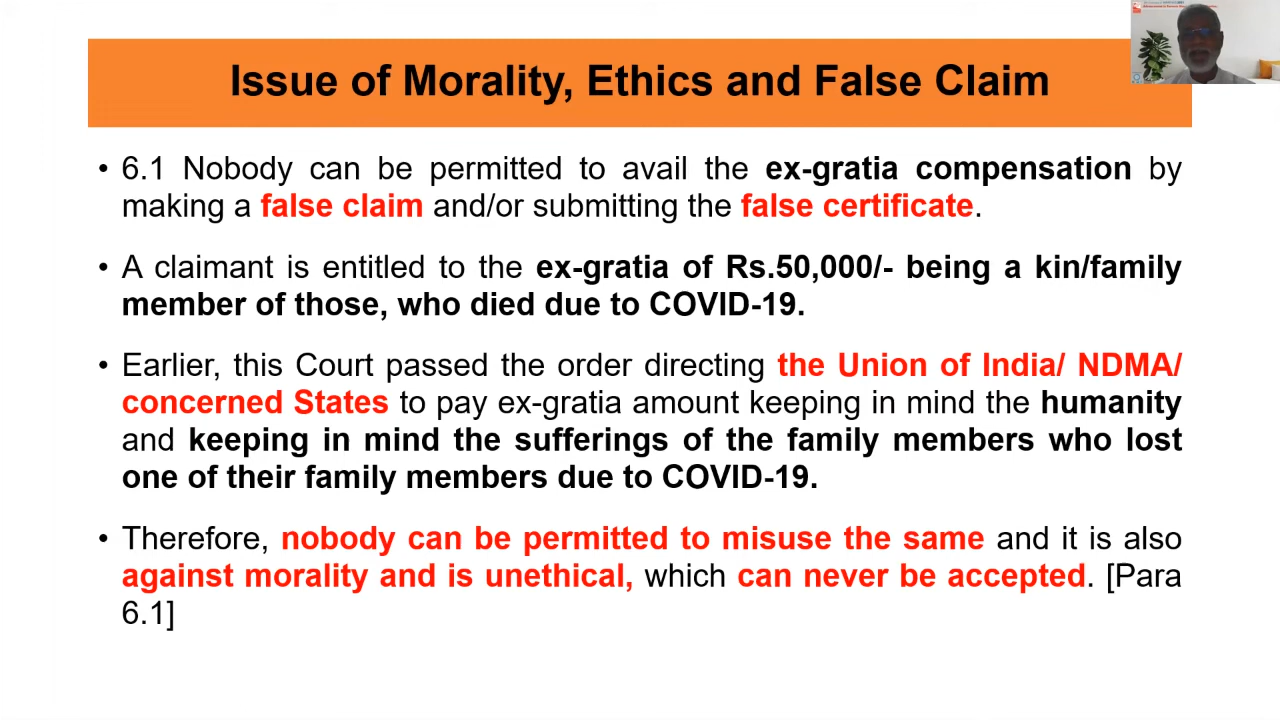 Issue of Morality, Ethics and False Claim
• 6.1 Nobody can be permitted to avail the ex-gratia compensation by
making a false claim and/or submitting the false certificate.
• A claimant is entitled to the ex-gratia of Rs.50,000/- being a kin/family
member of those, who died due to COVID-19.
• Earlier, this Court passed the order directing the Union of India/ NDMA/
concerned States to pay ex-gratia amount keeping in mind the humanity
and keeping in mind the sufferings of the family members who lost
one of their family members due to COVID-19.
• Therefore, nobody can be permitted to misuse the same and it is also
against morality and is unethical, which can never be accepted. [Para
6.1]